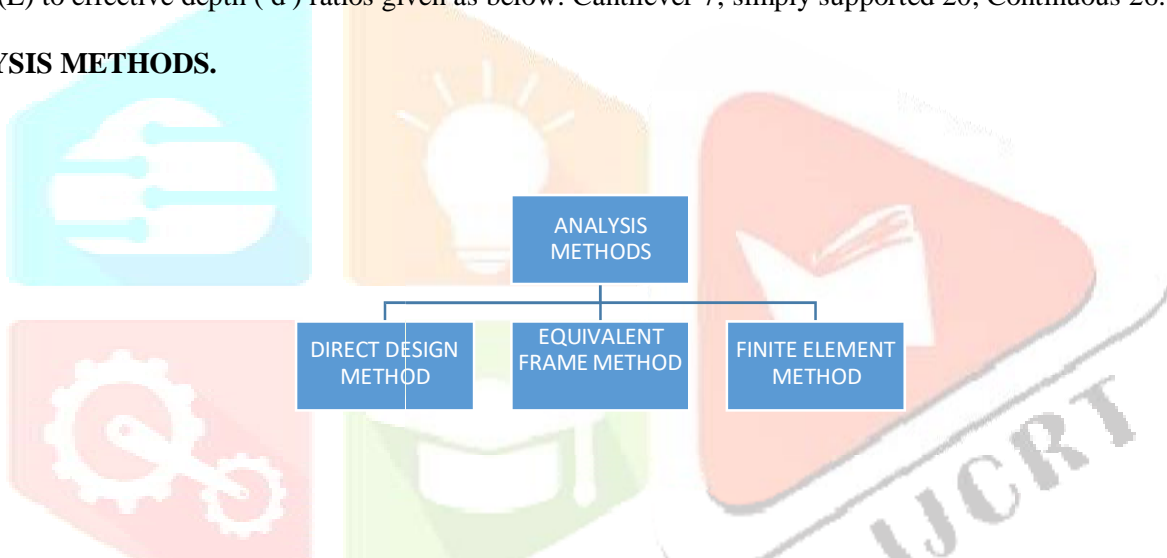 (L) to effective depth ( d ) ratios given as below. Cantilever 7, simply supported 20, Continuous 26.
YSIS METHODS.
ANALYSIS
METHODS
DIRECT DESIGN
METHOD
EQUIVALENT
FRAME METHOD
FINITE ELEMENT
METHOD
IJCRT